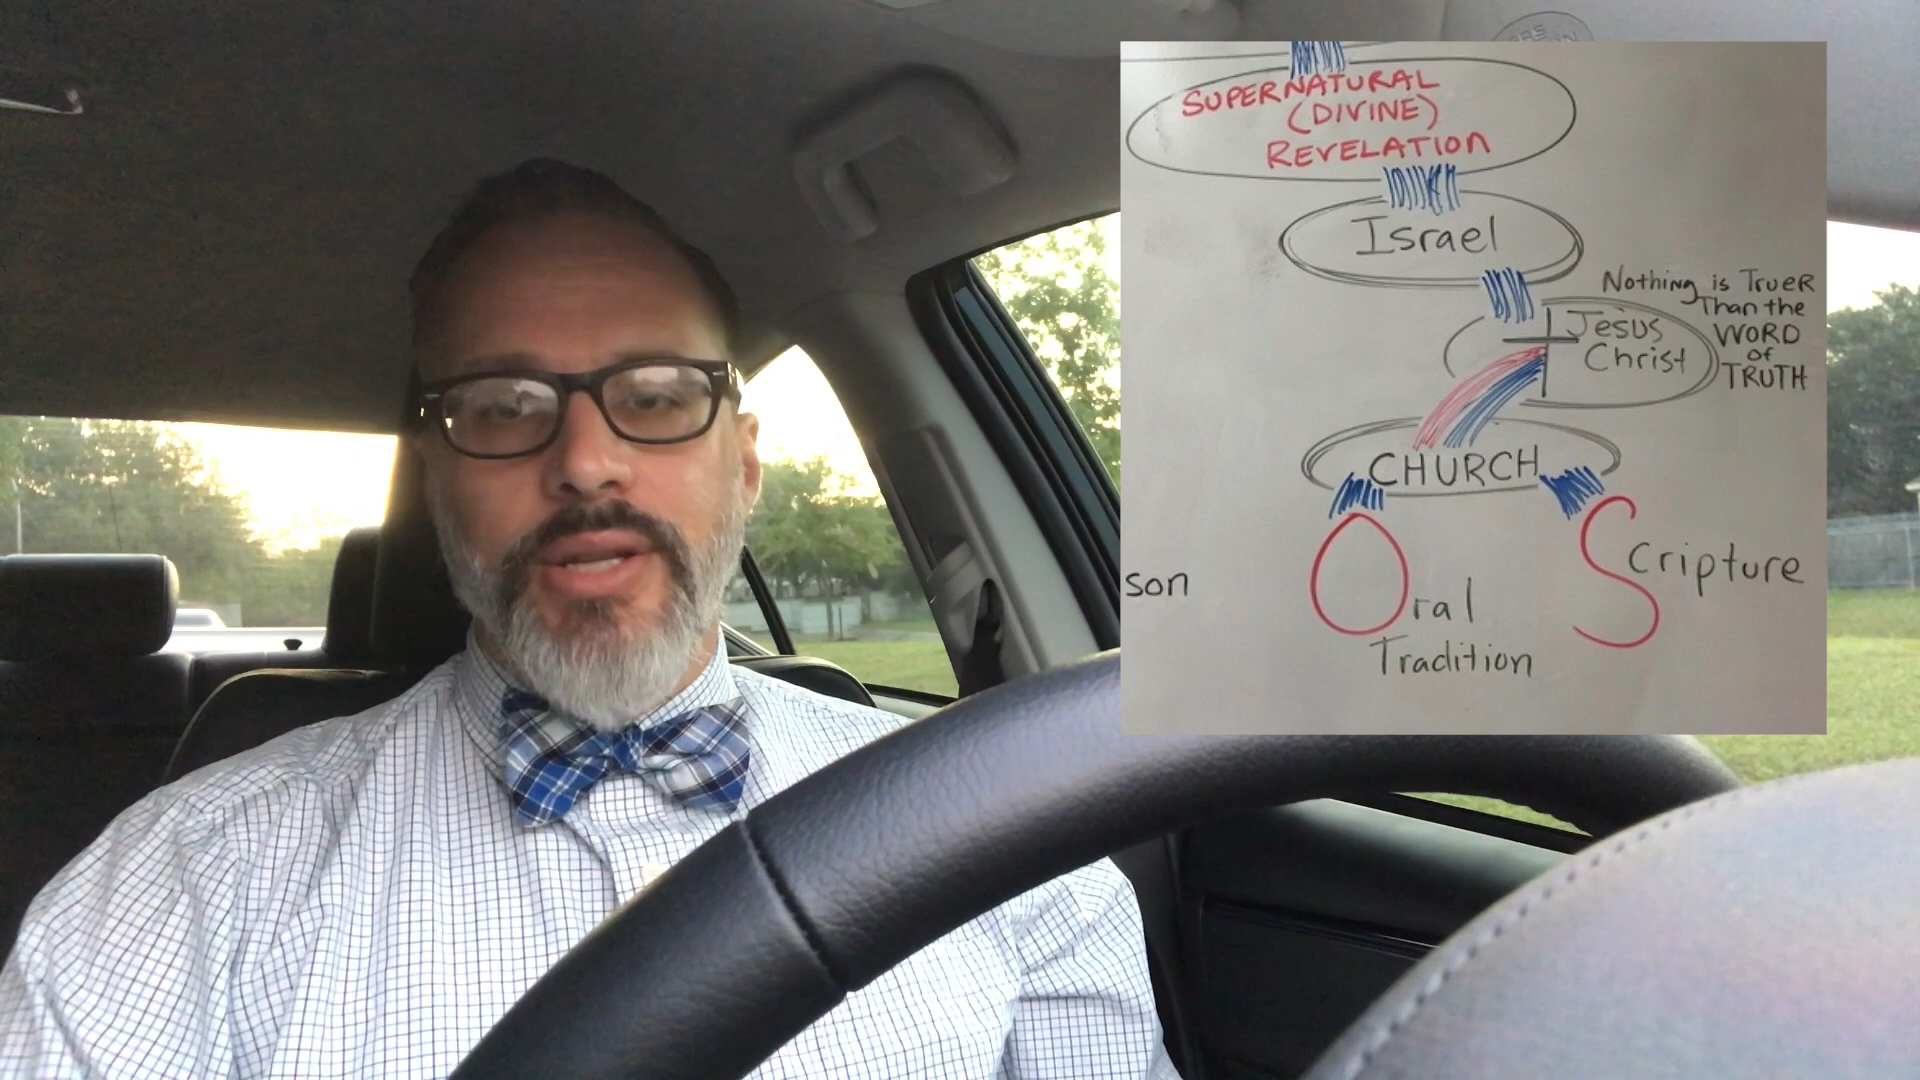 SUPERNATURAL
(DIVINE)
REVELATION
Israel
Nothing is TRUER
Than the
WORD
of
TRUTH
Jesus
Christ
CHURCH
son
Oral
Tradition
Scripture